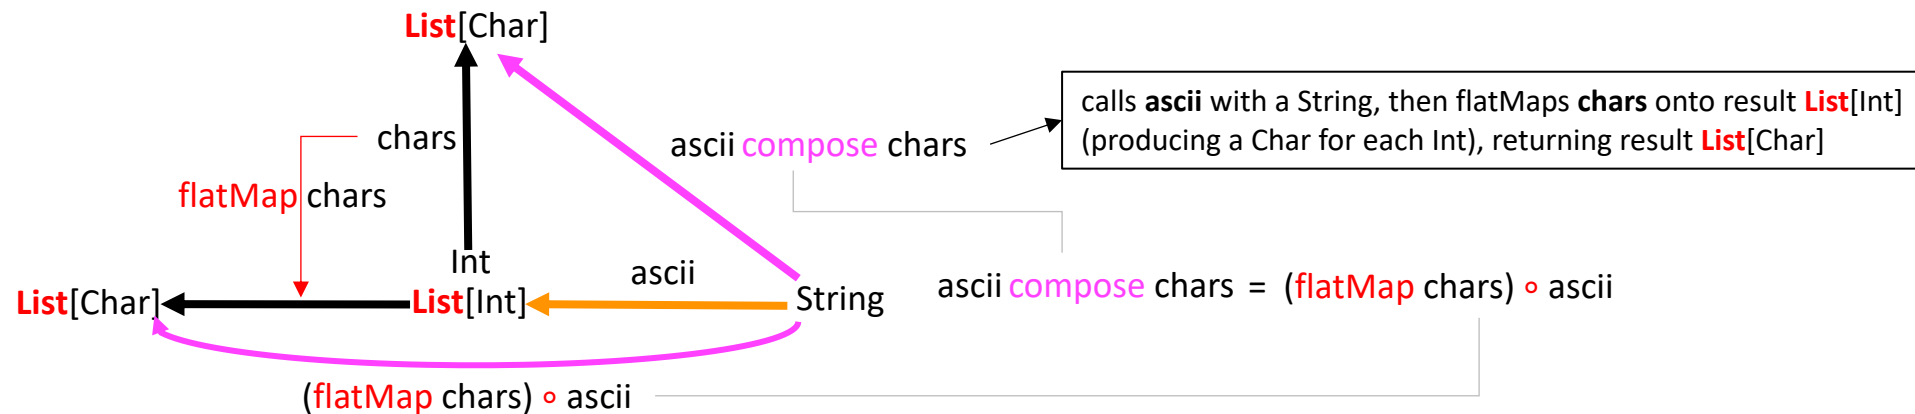 List[Char]
calls ascii with a String, then flatMaps chars onto result List[Int]
(producing a Char for each Int), returning result List[Char]
chars
ascii compose chars
flatMap chars
Int
ascii
List[Char]
List[Int]
String
ascii compose chars = (flatMap chars) ∘ ascii
(flatMap chars) ∘ ascii